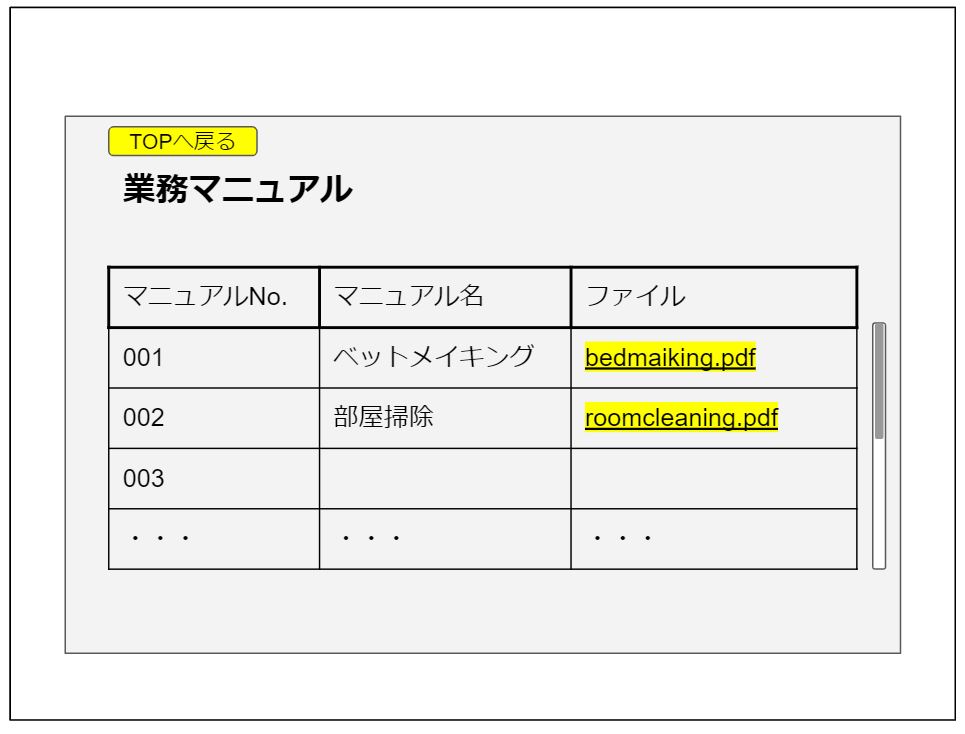 TOPへ戻る
業務マニュアル
マニュアルNo. マニュアル名 ファイル
001 ベットメイキング bedmaiking.pdf
002 部屋掃除 roomcleaning.pdf
003
・・・ ・・・ ・・・